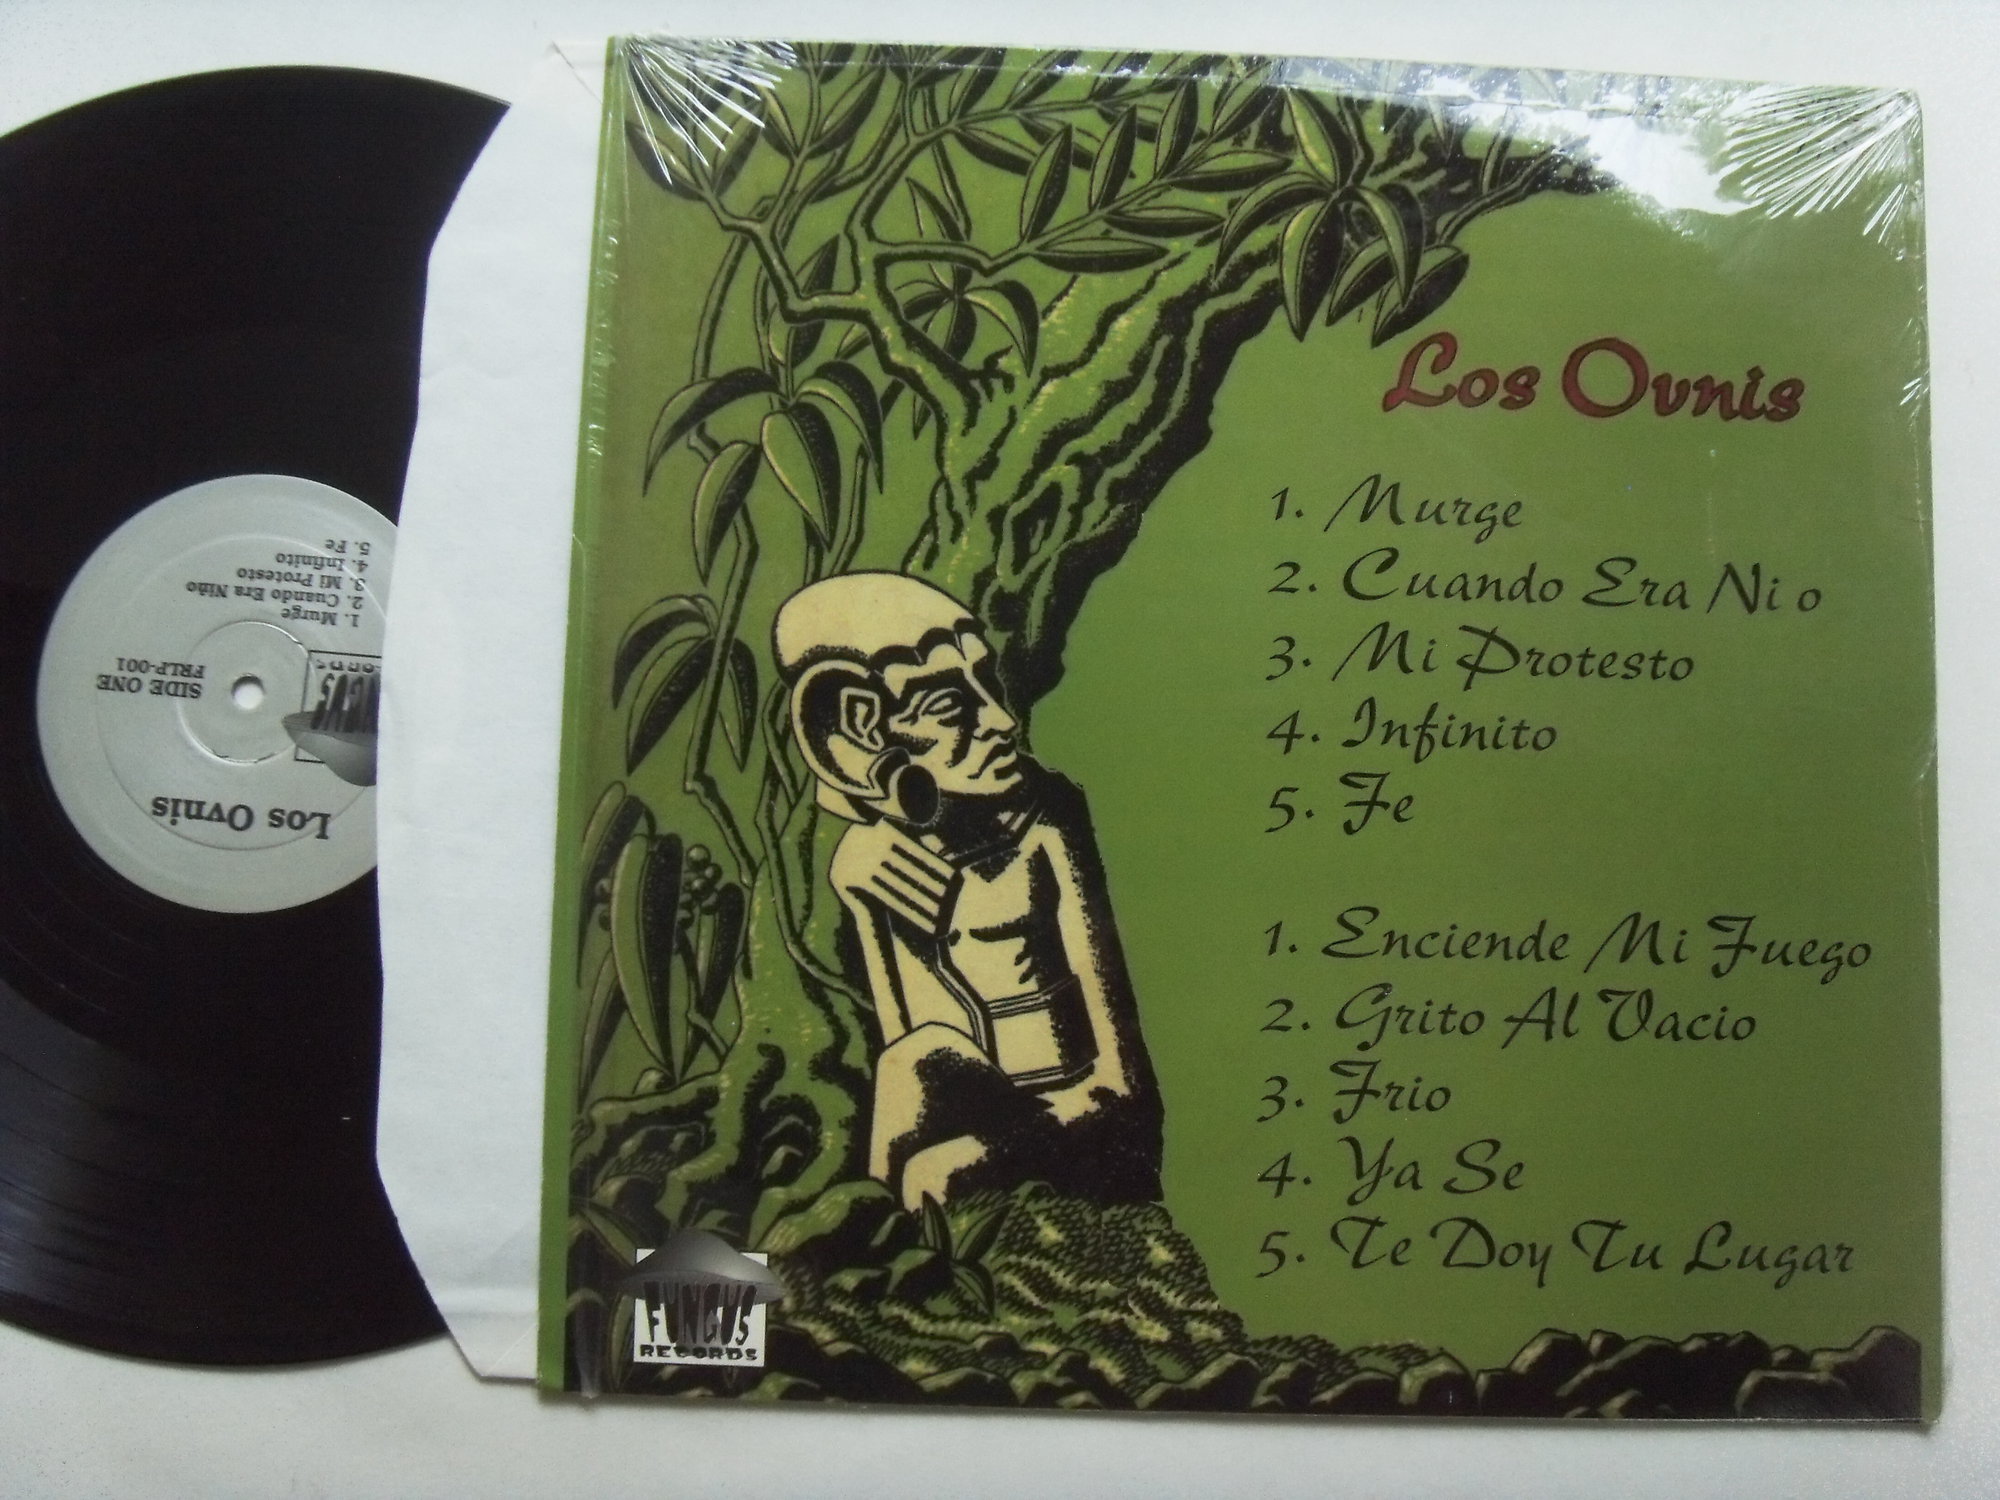 Los Ovnis
SIDE ONE
FRLP-001
1. Murge
2. Cuando Era Niño
3. Mi Protesto
4. Infinito
5. Fe
Los Ovnis
1. Murge
2. Cuando Era Ni o
3. Mi Protesto
4. Infinito
5. Fe
1. Enciende Mi Fuego
2. Grito Al Vacio
3. Frio
4. Ya Se
5. Te Doy Tu Lugar
FUNGUS
RECORDS